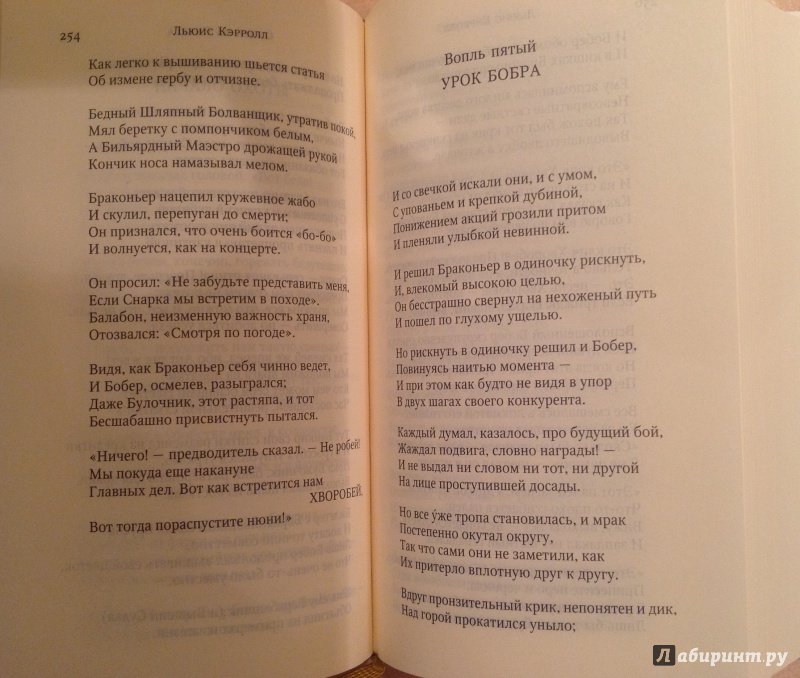 254
Льюис Кэрролл
Как легко к вышиванию шьется статья
Об измене гербу и отчизне.
Бедный Шляпный Болванщик, утратив покой,
Мял беретку с помпончиком белым,
А Бильярдный Маэстро дрожащей рукой
Кончик носа намазывал мелом.
Браконьер нацепил кружевное жабо
И скулил, перепуган до смерти;
Он признался, что очень боится «бо-бо»
И волнуется, как на концерте.
Он просил: «Не забудьте представить меня,
Если Снарка мы встретим в походе».
Балабон, неизменную важность храня,
Отозвался: «Смотря по погоде».
Видя, как Браконьер себя чинно ведет,
И Бобер, осмелев, разыгрался;
Даже Булочник, этот растяпа, и тот
Бесшабашно присвистнуть пытался.
«Ничего! — предводитель сказал. — Не робей!
Мы покуда еще накануне
Главных дел. Вот как встретится нам
ХВОРОБЕЙ,
Вот тогда пораспустите нюни!»
Вопль пятый
УРОК БОБРА
И со свечкой искали они, и с умом,
С упованьем и крепкой дубиной,
Понижением акций грозили притом
И пленяли улыбкой невинной.
И решил Браконьер в одиночку рискнуть,
И, влекомый высокою целью,
Он бесстрашно свернул на нехоженый путь
И пошел по глухому ущелью.
Но рискнуть в одиночку решил и Бобер,
Повинуясь наитью момента —
И при этом как будто не видя в упор
В двух шагах своего конкурента.
Каждый думал, казалось, про будущий бой,
Жаждал подвига, словно награды! —
И не выдал ни словом ни тот, ни другой
На лице проступившей досады.
Но все у́же тропа становилась, и мрак
Постепенно окутал округу,
Так что сами они не заметили, как
Их притерло вплотную друг к другу.
Вдруг пронзительный крик, непонятен и дик,
Над горой прокатился уныло;
Лабиринт.ру